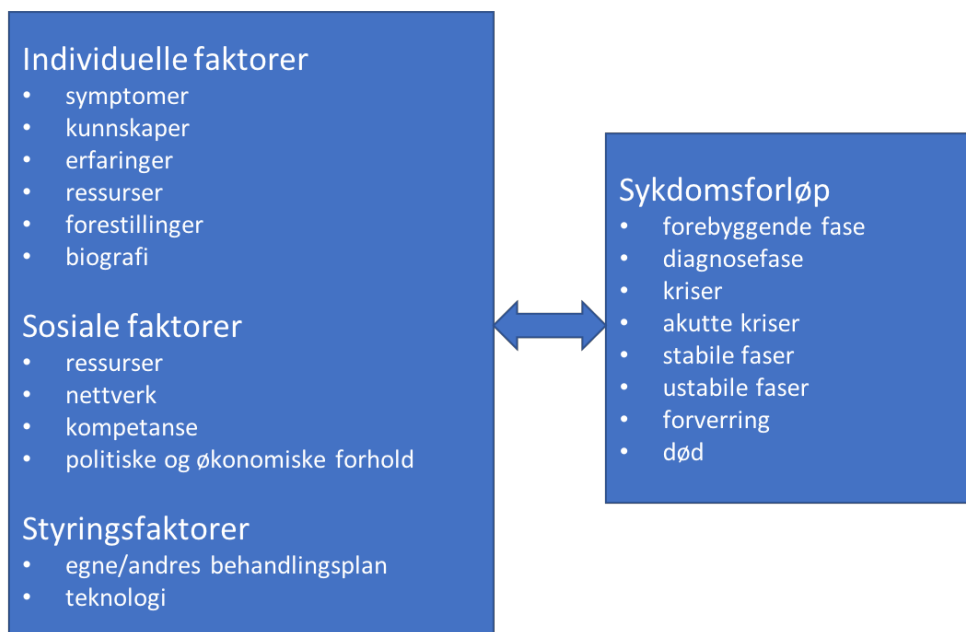 Individuelle faktorer
• symptomer
• kunnskaper
• erfaringer
• ressurser
• forestillinger
• biografi
Sosiale faktorer
• ressurser
• nettverk
• kompetanse
• politiske og økonomiske forhold
Styringsfaktorer
• egne/andres behandlingsplan
• teknologi
Sykdomsforløp
• forebyggende fase
• diagnosefase
• kriser
• akutte kriser
• stabile faser
• ustabile faser
• forverring
• død